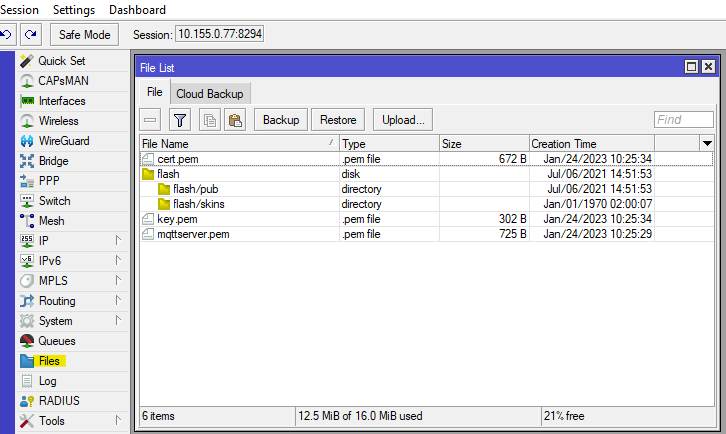 Session Settings Dashboard
Safe Mode Session: 10.155.0.77:8294
Quick Set
CAPsMAN
Interfaces
Wireless
WireGuard
Bridge
PPP
Switch
Mesh
IP
IPv6
MPLS
Routing
System
Queues
Files
Log
RADIUS
Tools
File List
File Cloud Backup
Backup Restore Upload... Find
File Name Type Size Creation Time
cert.pem .pem file 672 B Jan/24/2023 10:25:34
flash disk Jul/06/2021 14:51:53
flash/pub directory Jul/06/2021 14:51:53
flash/skins directory Jan/01/1970 02:00:07
key.pem .pem file 302 B Jan/24/2023 10:25:34
mqttserver.pem .pem file 725 B Jan/24/2023 10:25:29
6 items 12.5 MiB of 16.0 MiB used 21% free